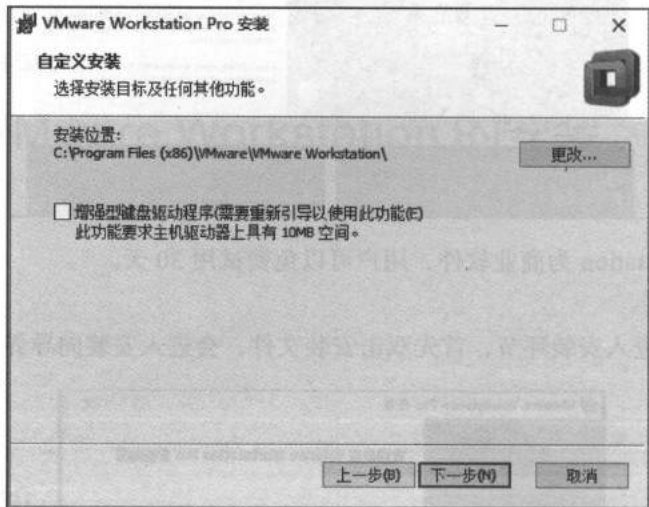 VMware Workstation Pro 安装
自定义安装
选择安装目标及任何其他功能。
安装位置:
C:\Program Files (x86)\VMware\VMware Workstation\
更改...
增强型键盘驱动程序(需要重新引导以使用此功能(E)
此功能要求主机驱动器上具有 10MB 空间。
上一步(B) 下一步(N) 取消